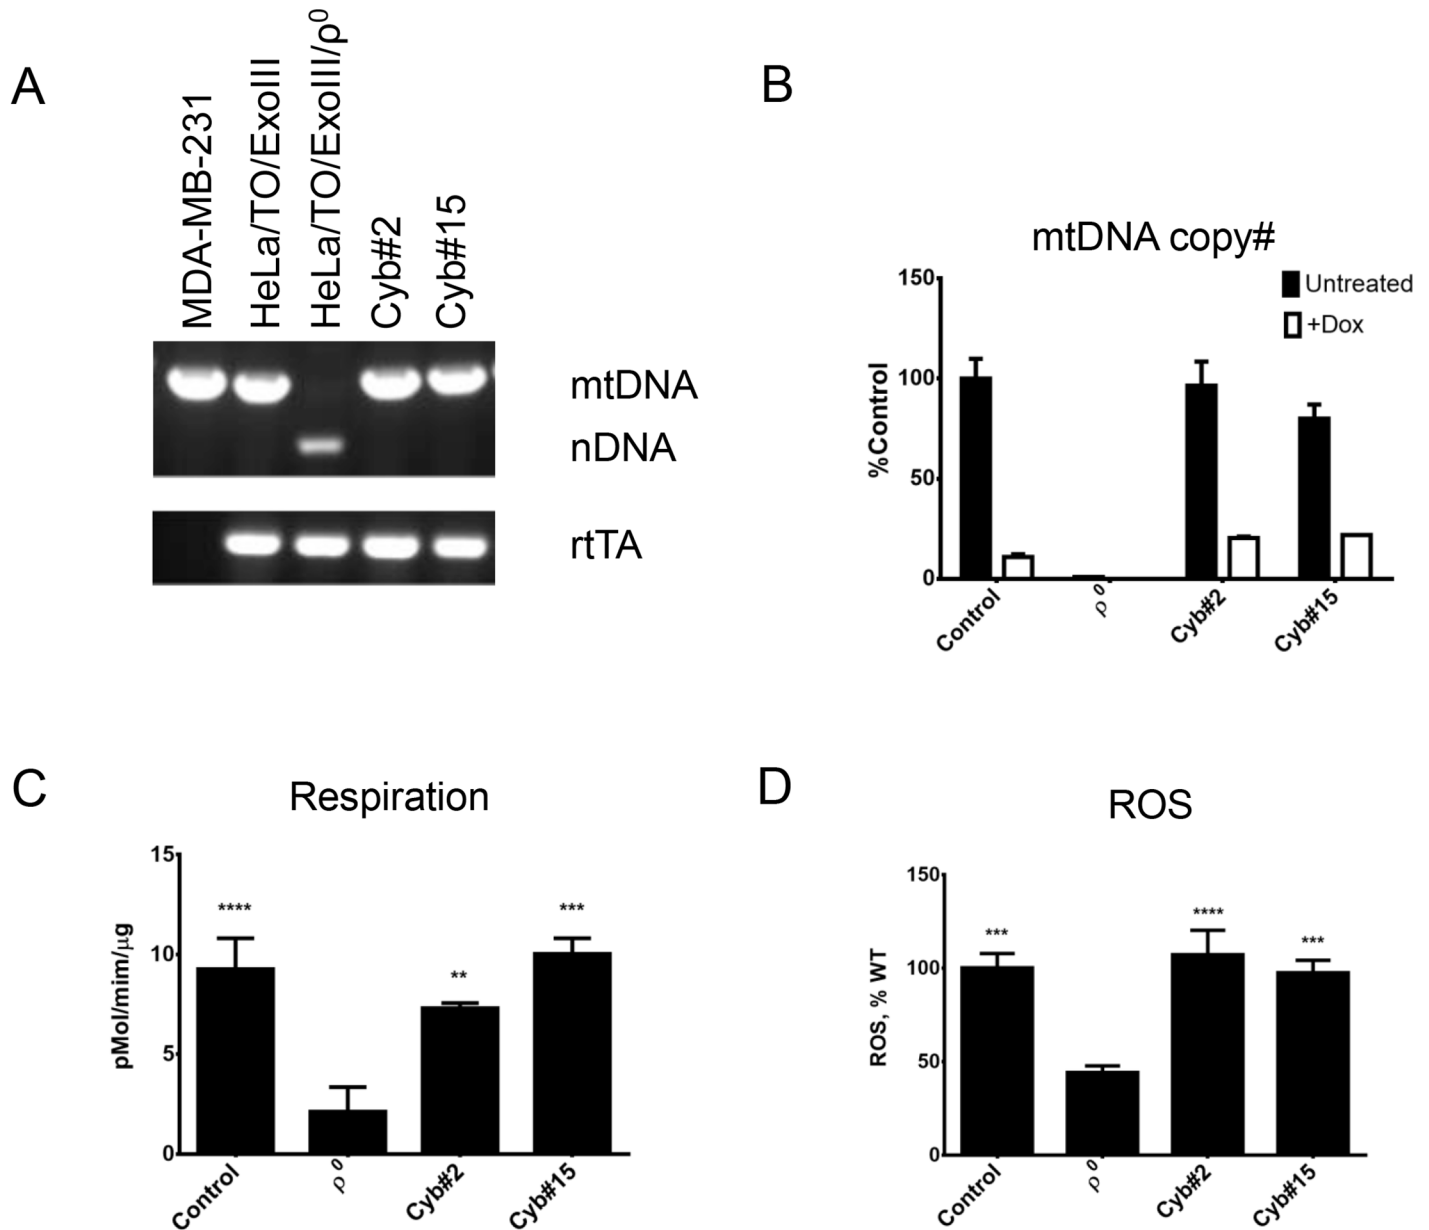 A
MDA-MB-231
HeLa/TO/ExoIII
HeLa/TO/ExoIII/ρ⁰
Cyb#2
Cyb#15
mtDNA
nDNA
rtTA
B
mtDNA copy#
Untreated
+Dox
%Control
150
100
50
0
Control
ρ⁰
Cyb#2
Cyb#15
C
Respiration
pMol/mim/µg
15
10
5
0
****
**
***
Control
ρ⁰
Cyb#2
Cyb#15
D
ROS
ROS, % WT
150
100
50
0
***
****
***
Control
ρ⁰
Cyb#2
Cyb#15